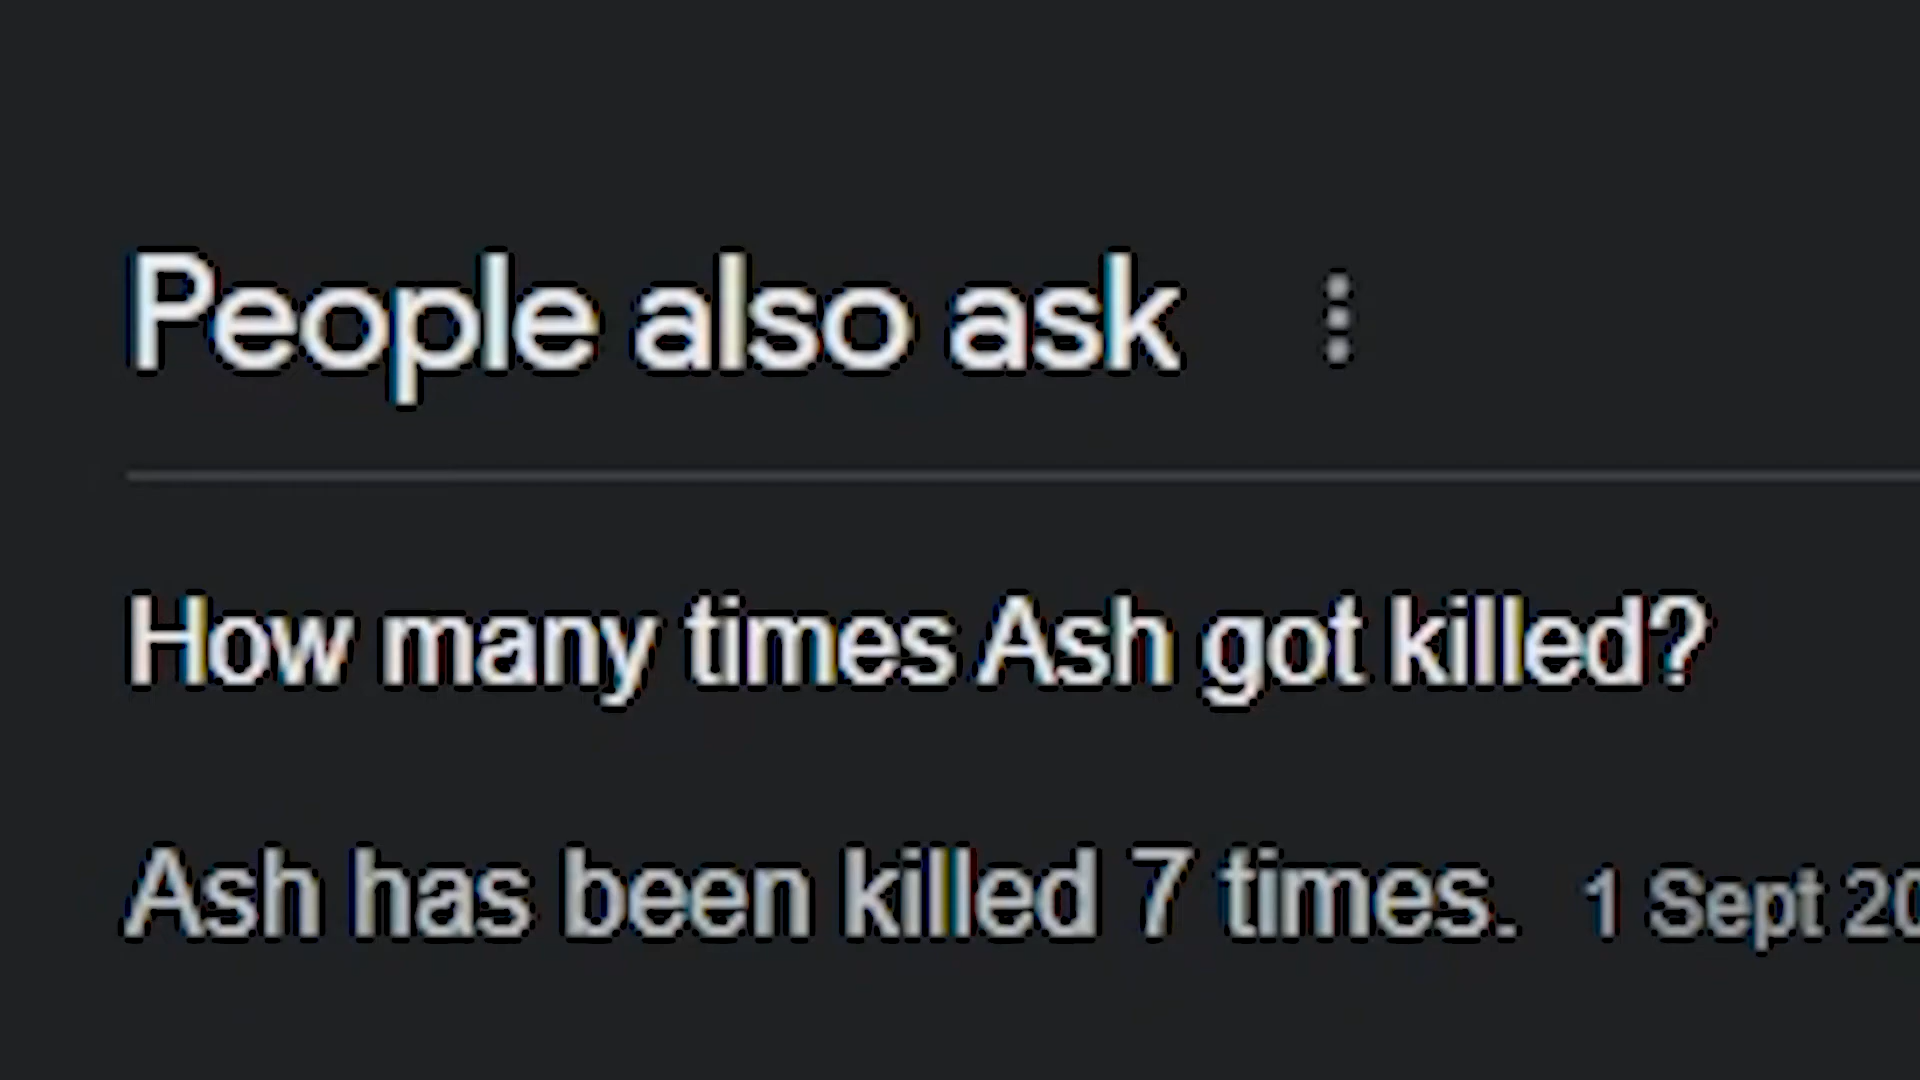 People also ask
How many times Ash got killed?
Ash has been killed 7 times. 1 Sept